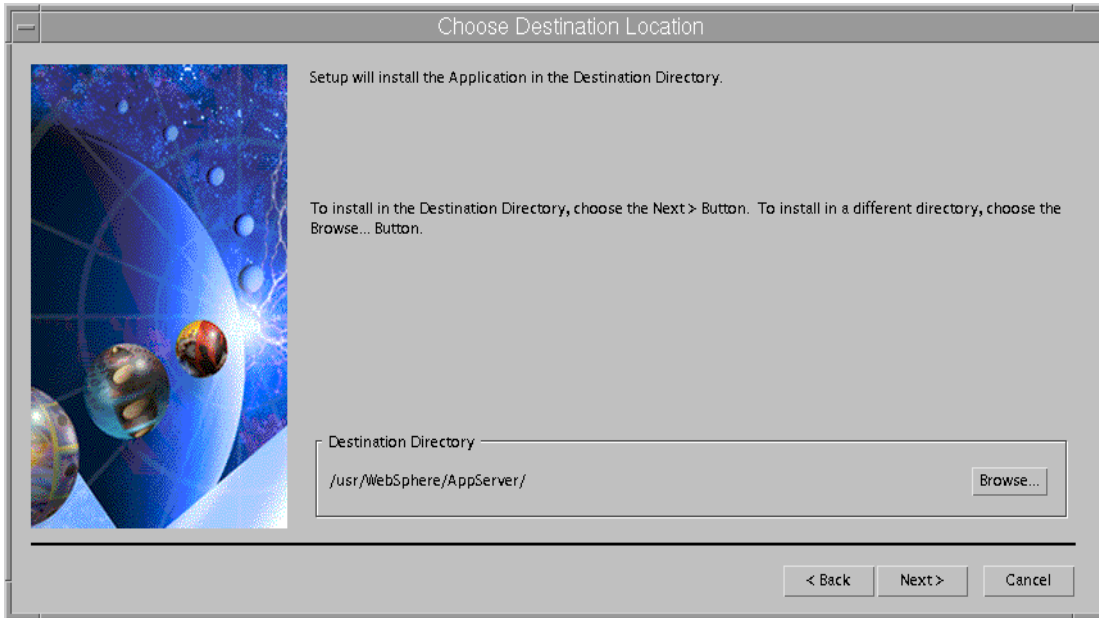 Choose Destination Location
Setup will install the Application in the Destination Directory.
To install in the Destination Directory, choose the Next > Button.  To install in a different directory, choose the
Browse... Button.
Destination Directory
/usr/WebSphere/AppServer/
Browse...
< Back
Next >
Cancel